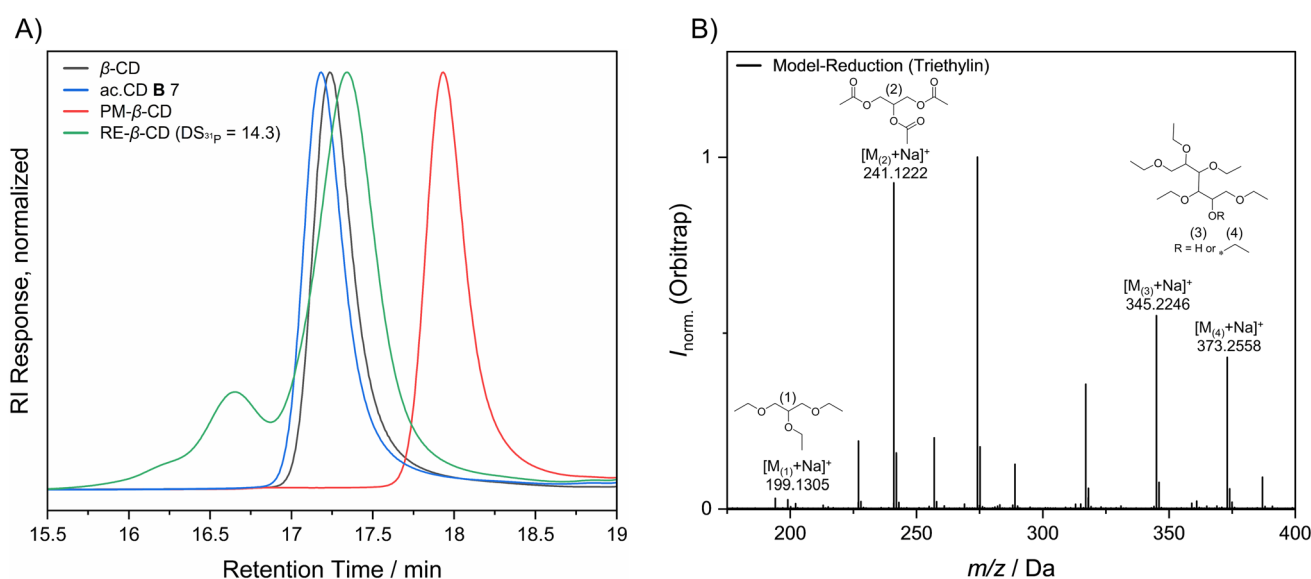 A)
β-CD
ac.CD B 7
PM-β-CD
RE-β-CD (DS31P = 14.3)
RI Response, normalized
15.5 16 16.5 17 17.5 18 18.5 19
Retention Time / min
B)
Model-Reduction (Triethylin)
(2)
O O
O O
O
O
[M(2)+Na]+
241.1222
1
O O
O O
O O
OR
(3) (4)
R = H or *
[M(3)+Na]+
345.2246
[M(4)+Na]+
373.2558
(1)
O O
O
[M(1)+Na]+
199.1305
0
Inorm. (Orbitrap)
200 250 300 350 400
m/z / Da